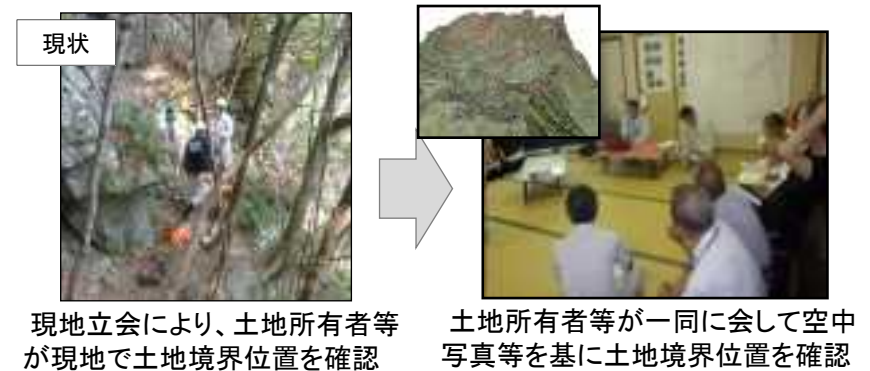 現状
現地立会により、土地所有者等
が現地で土地境界位置を確認
土地所有者等が一同に会して空中
写真等を基に土地境界位置を確認